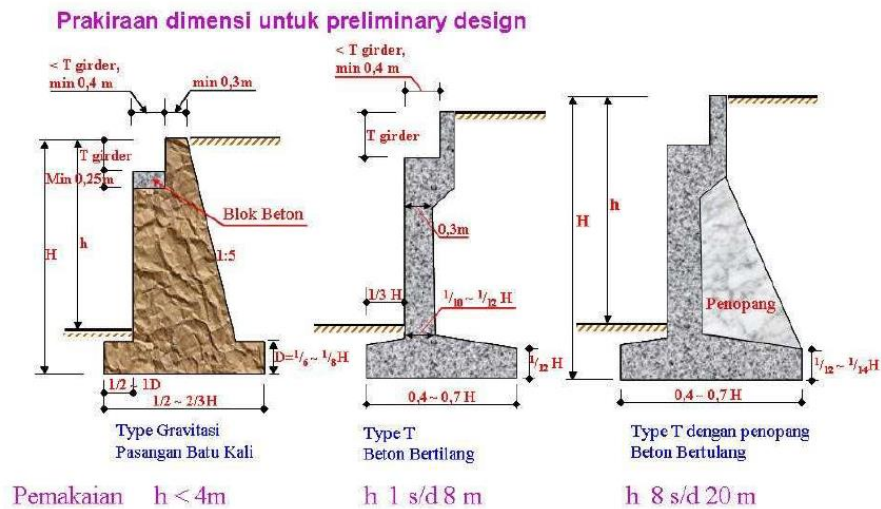 Prakiraan dimensi untuk preliminary design
< T girder,
min 0,4 m
min 0,3m
T girder
Min 0,25m
Blok Beton
H
h
1:5
D=1/6 ~ 1/8H
1/2 ~ 1D
1/2 ~ 2/3H
Type Gravitasi
Pasangan Batu Kali
< T girder,
min 0,4 m
T girder
0,3m
1/3 H
1/10 ~ 1/12 H
1/12 H
0,4 ~ 0,7 H
Type T
Beton Bertilang
H
h
Penopang
1/12 ~ 1/14H
0,4 ~ 0,7 H
Type T dengan penopang
Beton Bertulang
Pemakaian h < 4m
h 1 s/d 8 m
h 8 s/d 20 m